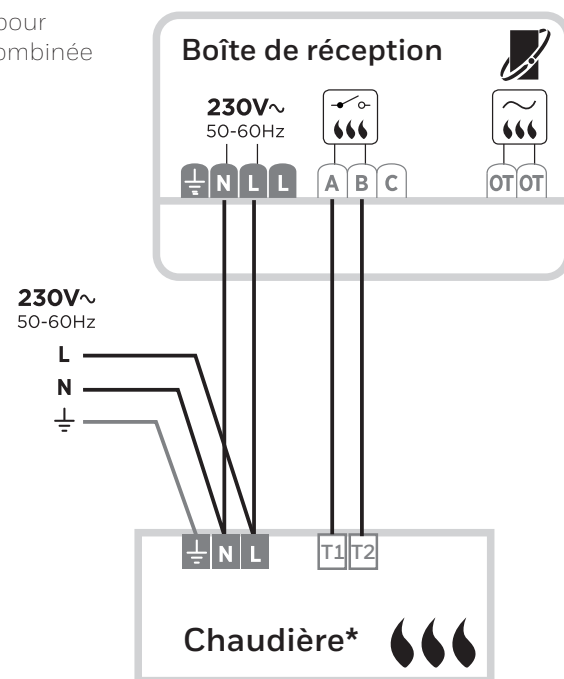 pour
ombinée
Boîte de réception
230V~
50-60Hz
N L L
A B C
OT OT
230V~
50-60Hz
L
N
N L
T1 T2
Chaudière*